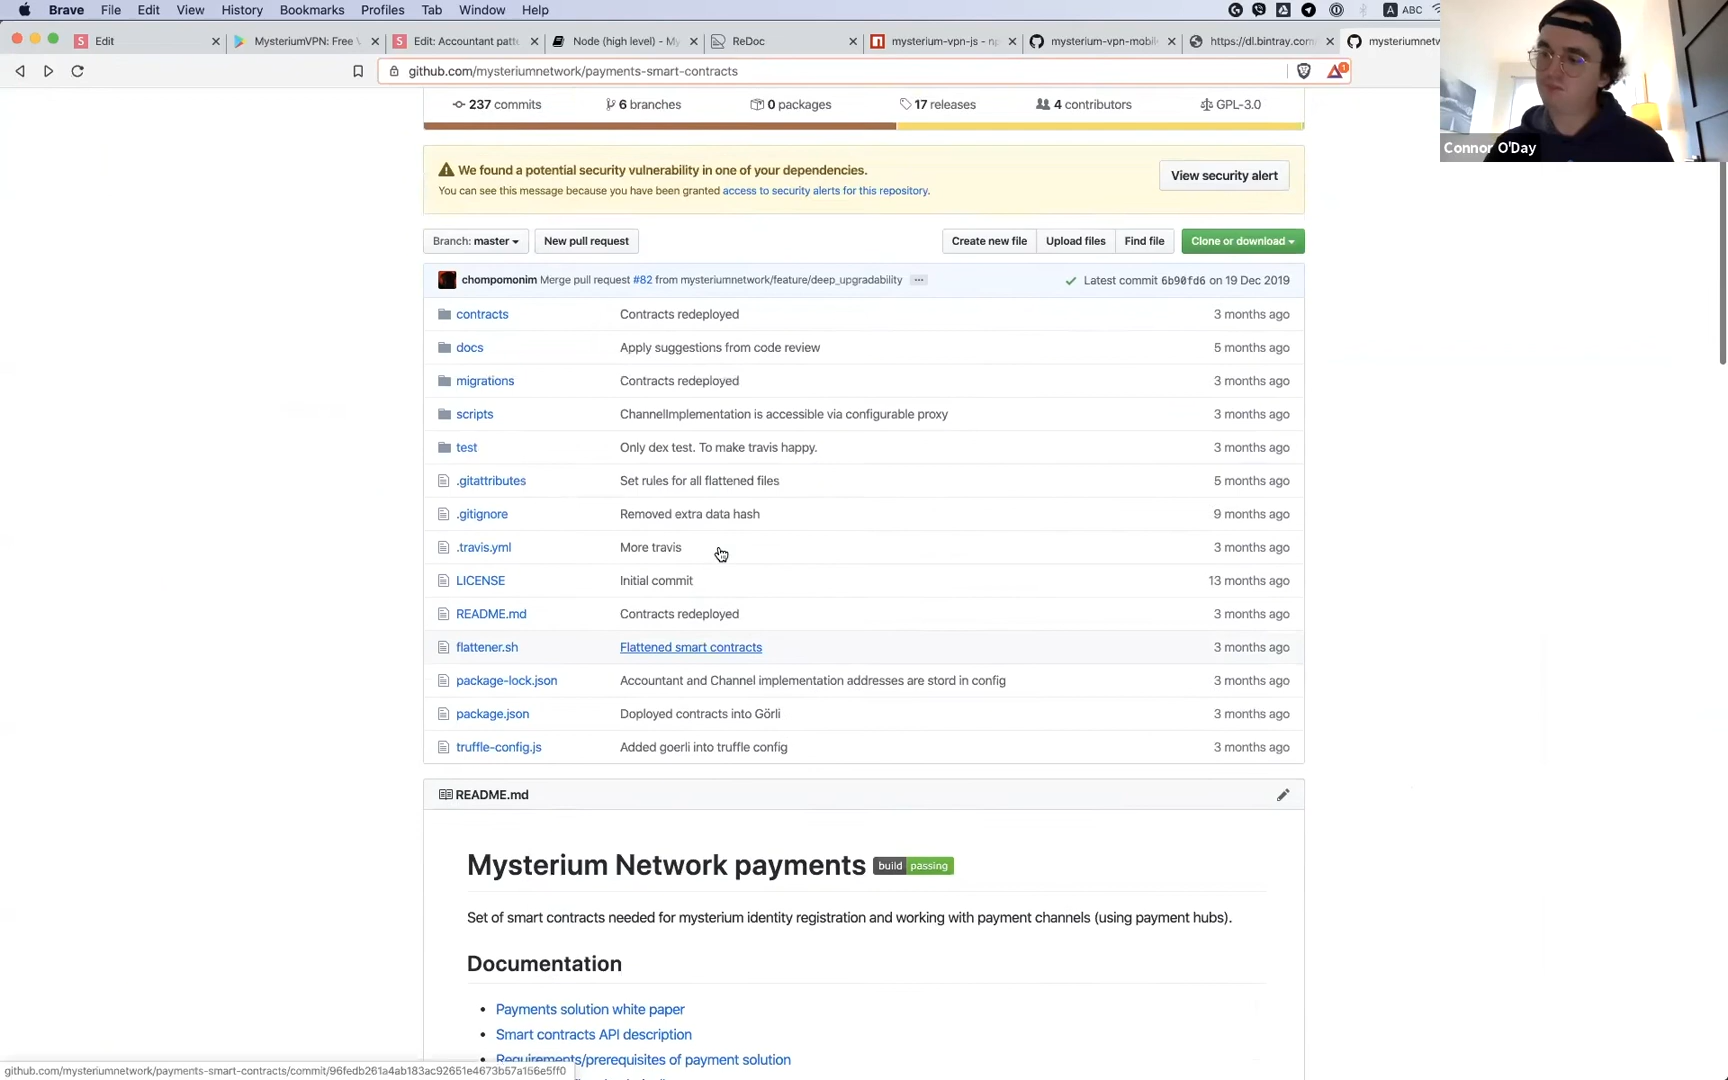 Brave File Edit View History Bookmarks Profiles Tab Window Help
ABC
Edit
MysteriumVPN: Free
Edit: Accountant patt
Node (high level) - My
ReDoc
mysterium-vpn-js - np
mysterium-vpn-mobil
https://dl.bintray.com
mysteriumnetw
github.com/mysteriumnetwork/payments-smart-contracts
1
Connor O'Day
237 commits 6 branches 0 packages 17 releases 4 contributors GPL-3.0
We found a potential security vulnerability in one of your dependencies.
You can see this message because you have been granted access to security alerts for this repository.
View security alert
Branch: master New pull request Create new file Upload files Find file Clone or download
chompomonim Merge pull request #82 from mysteriumnetwork/feature/deep_upgradability ... Latest commit 6b90fd6 on 19 Dec 2019
contracts Contracts redeployed 3 months ago
docs Apply suggestions from code review 5 months ago
migrations Contracts redeployed 3 months ago
scripts ChannelImplementation is accessible via configurable proxy 3 months ago
test Only dex test. To make travis happy. 3 months ago
.gitattributes Set rules for all flattened files 5 months ago
.gitignore Removed extra data hash 9 months ago
.travis.yml More travis 3 months ago
LICENSE Initial commit 13 months ago
README.md Contracts redeployed 3 months ago
flattener.sh Flattened smart contracts 3 months ago
package-lock.json Accountant and Channel implementation addresses are stord in config 3 months ago
package.json Doployed contracts into Görli 3 months ago
truffle-config.js Added goerli into truffle config 3 months ago
README.md
Mysterium Network payments build passing
Set of smart contracts needed for mysterium identity registration and working with payment channels (using payment hubs).
Documentation
• Payments solution white paper
• Smart contracts API description
• Requirements/prerequisites of payment solution
github.com/mysteriumnetwork/payments-smart-contracts/commit/96fedb261a4ab183ac92651e4673b57a156e5ff0